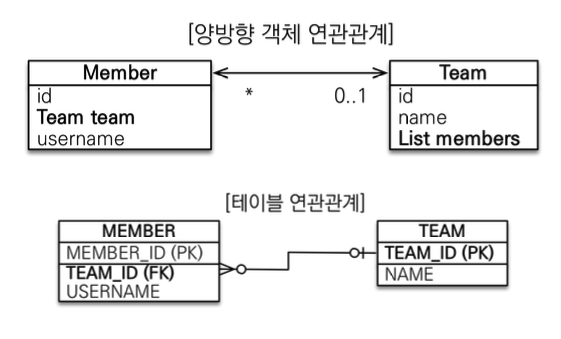 [양방향 객체 연관관계]
Member
id
Team team
username
*
0..1
Team
id
name
List members
[테이블 연관관계]
MEMBER
MEMBER_ID (PK)
TEAM_ID (FK)
USERNAME
TEAM
TEAM_ID (PK)
NAME